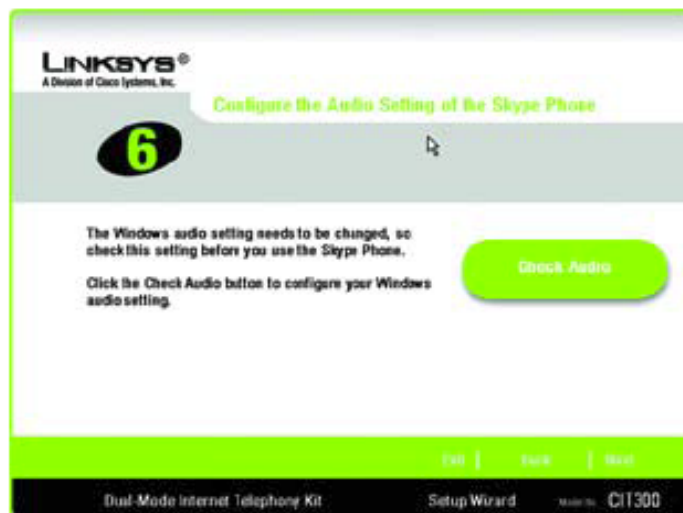 LINKSYS®
A Division of Cisco Systems, Inc.
Configure the Audio Setting of the Skype Phone
6
The Windows audio setting needs to be changed, so
check this setting before you use the Skype Phone.
Check Audio
Click the Check Audio button to configure your Windows
audio setting.
Exit | Back | Next
Dual-Mode Internet Telephony Kit
Setup Wizard
Model No. CIT300